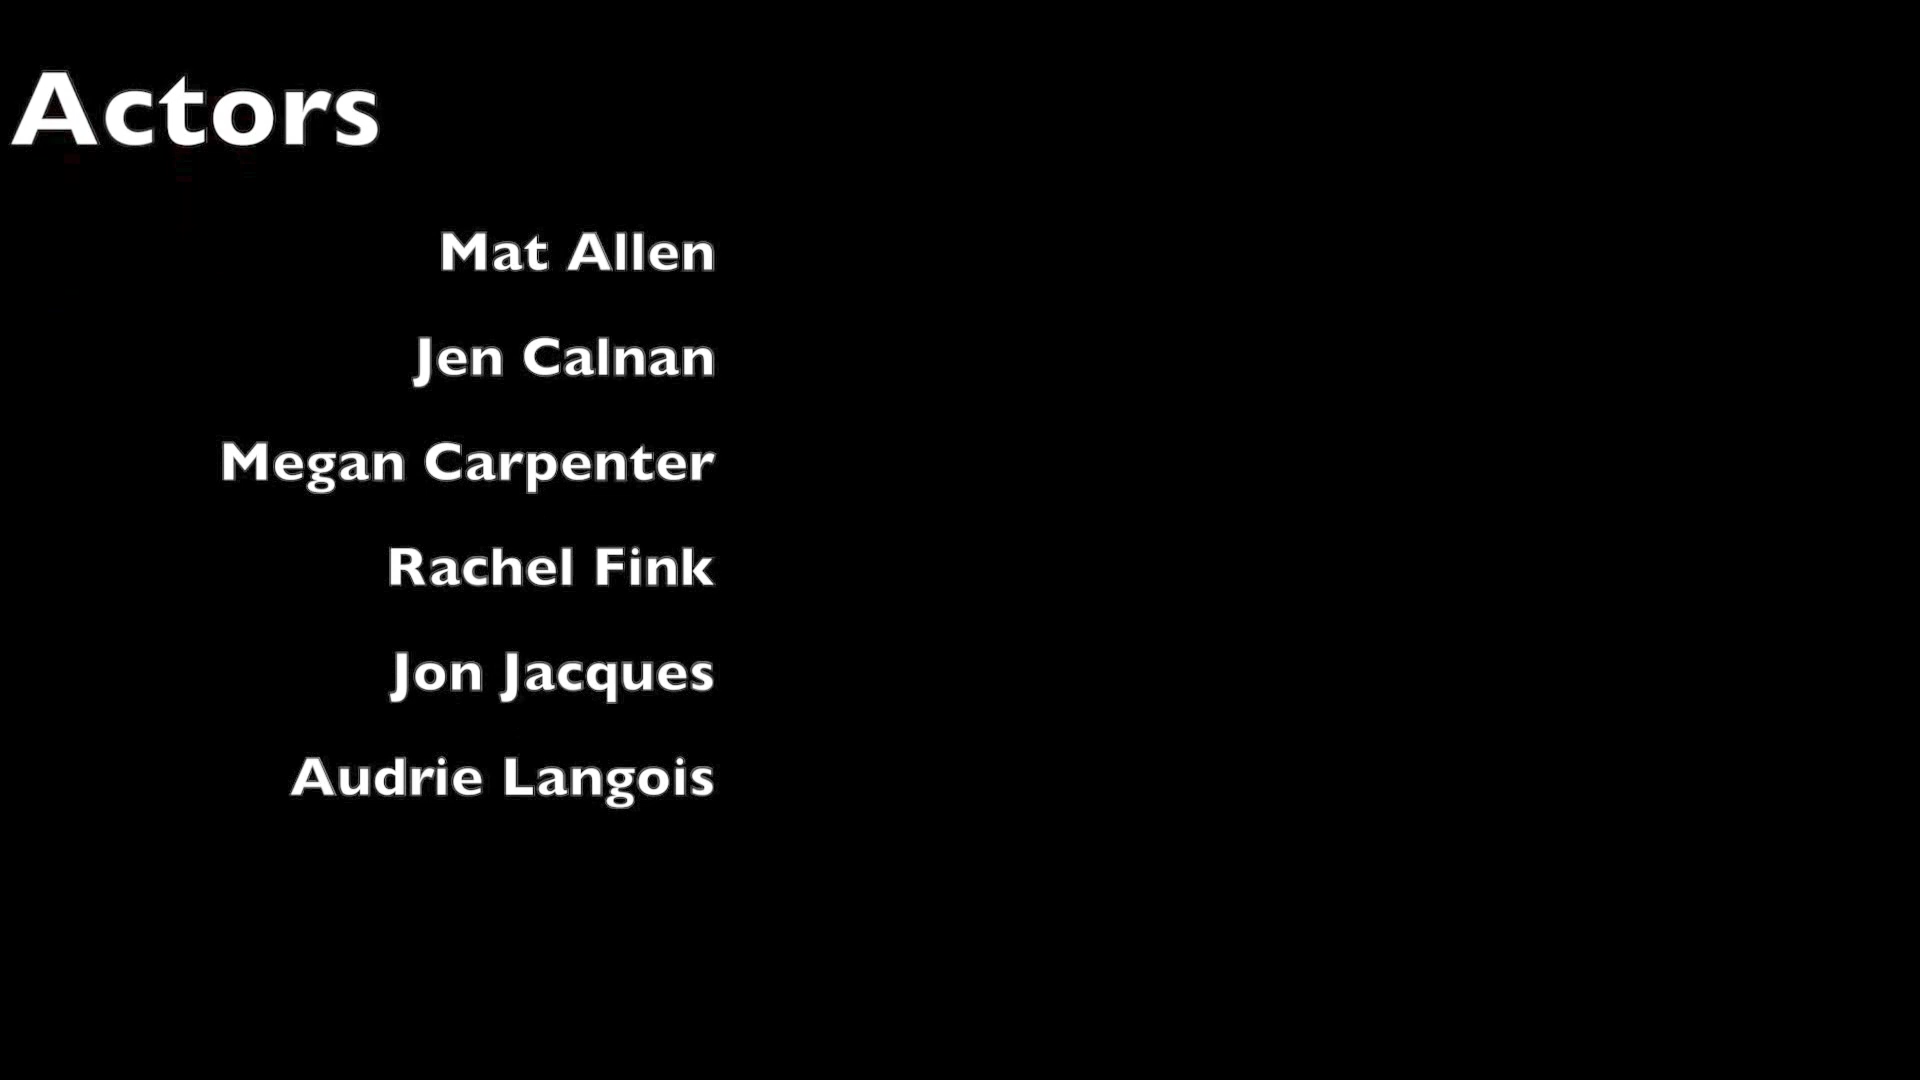 Actors
Mat Allen
Jen Calnan
Megan Carpenter
Rachel Fink
Jon Jacques
Audrie Langois